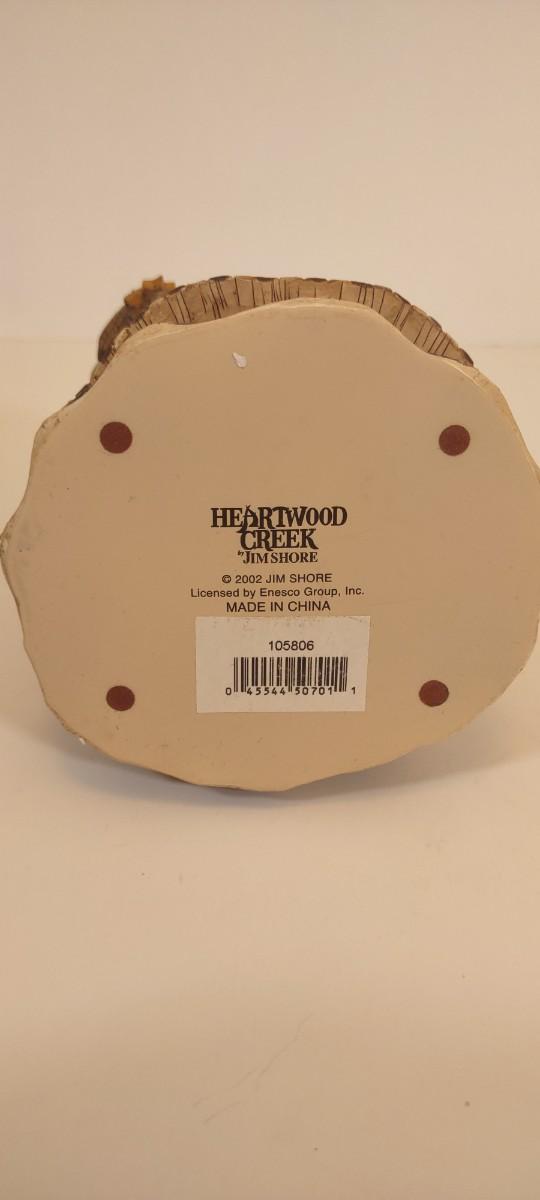 HEARTWOOD
CREEK
by JIM SHORE
© 2002 JIM SHORE
Licensed by Enesco Group, Inc.
MADE IN CHINA
105806
0 45544 50701 1